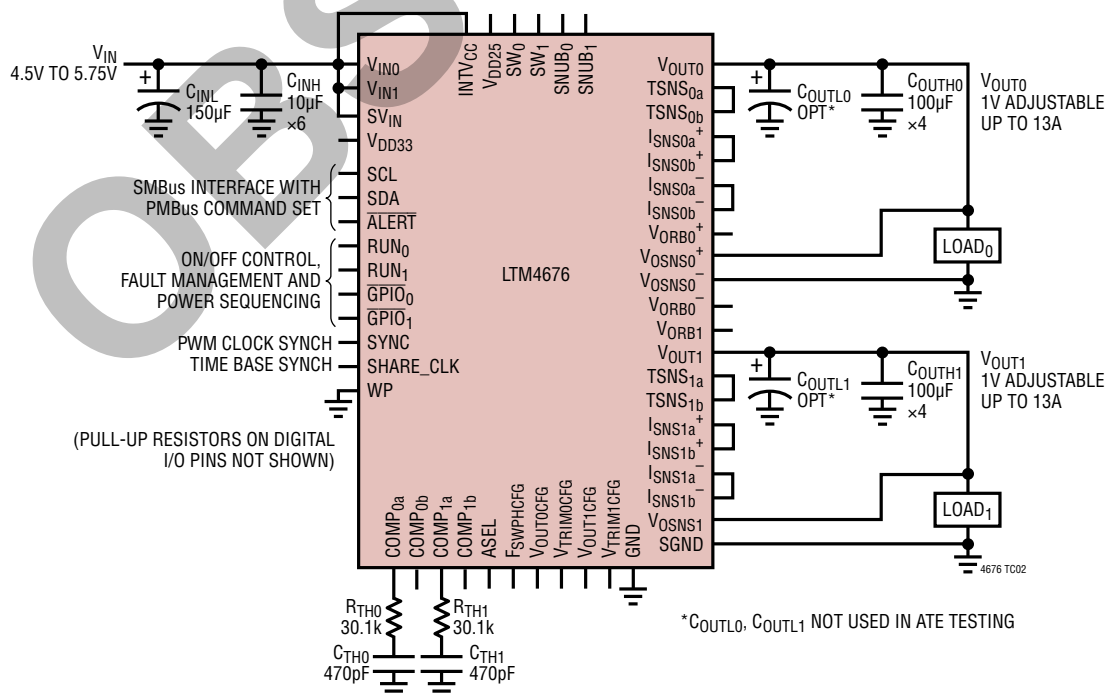 OBS
V_IN
4.5V TO 5.75V
+
C_INL
150µF
C_INH
10µF
×6
SMBus INTERFACE WITH
PMBus COMMAND SET
ON/OFF CONTROL,
FAULT MANAGEMENT AND
POWER SEQUENCING
PWM CLOCK SYNCH
TIME BASE SYNCH
(PULL-UP RESISTORS ON DIGITAL
I/O PINS NOT SHOWN)
INTV_CC
V_DD25
SW_0
SW_1
SNUB_0
SNUB_1
V_IN0
V_IN1
SV_IN
V_DD33
SCL
SDA
ALERT
RUN_0
RUN_1
GPIO_0
GPIO_1
SYNC
SHARE_CLK
WP
LTM4676
V_OUT0
TSNS_0a
TSNS_0b
I_SNS0a^+
I_SNS0b^+
I_SNS0a^–
I_SNS0b^–
V_ORB0^+
V_OSNS0^+
V_OSNS0^–
V_ORB0^–
V_ORB1
V_OUT1
TSNS_1a
TSNS_1b
I_SNS1a^+
I_SNS1b^+
I_SNS1a^–
I_SNS1b^–
V_OSNS1
SGND
COMP_0a
COMP_0b
COMP_1a
COMP_1b
ASEL
F_SWPHCFG
V_OUT0CFG
V_TRIM0CFG
V_OUT1CFG
V_TRIM1CFG
GND
+
C_OUTL0
OPT*
C_OUTH0
100µF
×4
V_OUT0
1V ADJUSTABLE
UP TO 13A
LOAD_0
+
C_OUTL1
OPT*
C_OUTH1
100µF
×4
V_OUT1
1V ADJUSTABLE
UP TO 13A
LOAD_1
4676 TC02
R_TH0
30.1k
R_TH1
30.1k
C_TH0
470pF
C_TH1
470pF
*C_OUTL0, C_OUTL1 NOT USED IN ATE TESTING